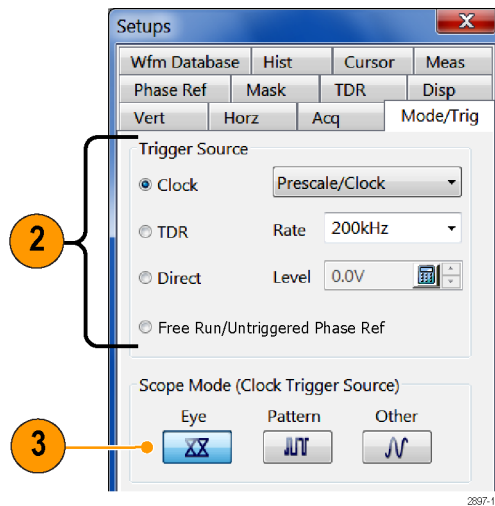 Setups
Wfm Database Hist Cursor Meas
Phase Ref Mask TDR Disp
Vert Horz Acq Mode/Trig
Trigger Source
Clock Prescale/Clock
2
TDR Rate 200kHz
Direct Level 0.0V
Free Run/Untriggered Phase Ref
Scope Mode (Clock Trigger Source)
Eye Pattern Other
3
2897-1